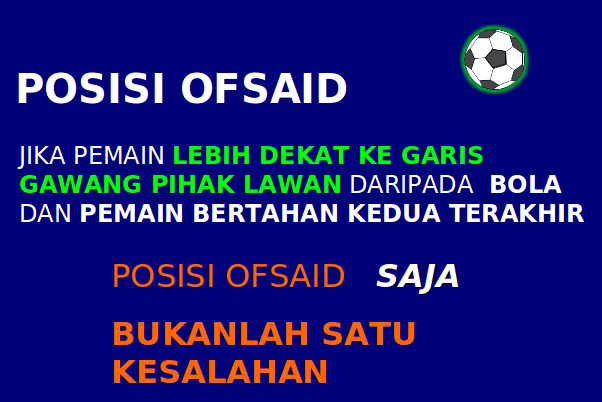 POSISI OFSAID
JIKA PEMAIN LEBIH DEKAT KE GARIS
GAWANG PIHAK LAWAN DARIPADA BOLA
DAN PEMAIN BERTAHAN KEDUA TERAKHIR
POSISI OFSAID SAJA
BUKANLAH SATU
KESALAHAN